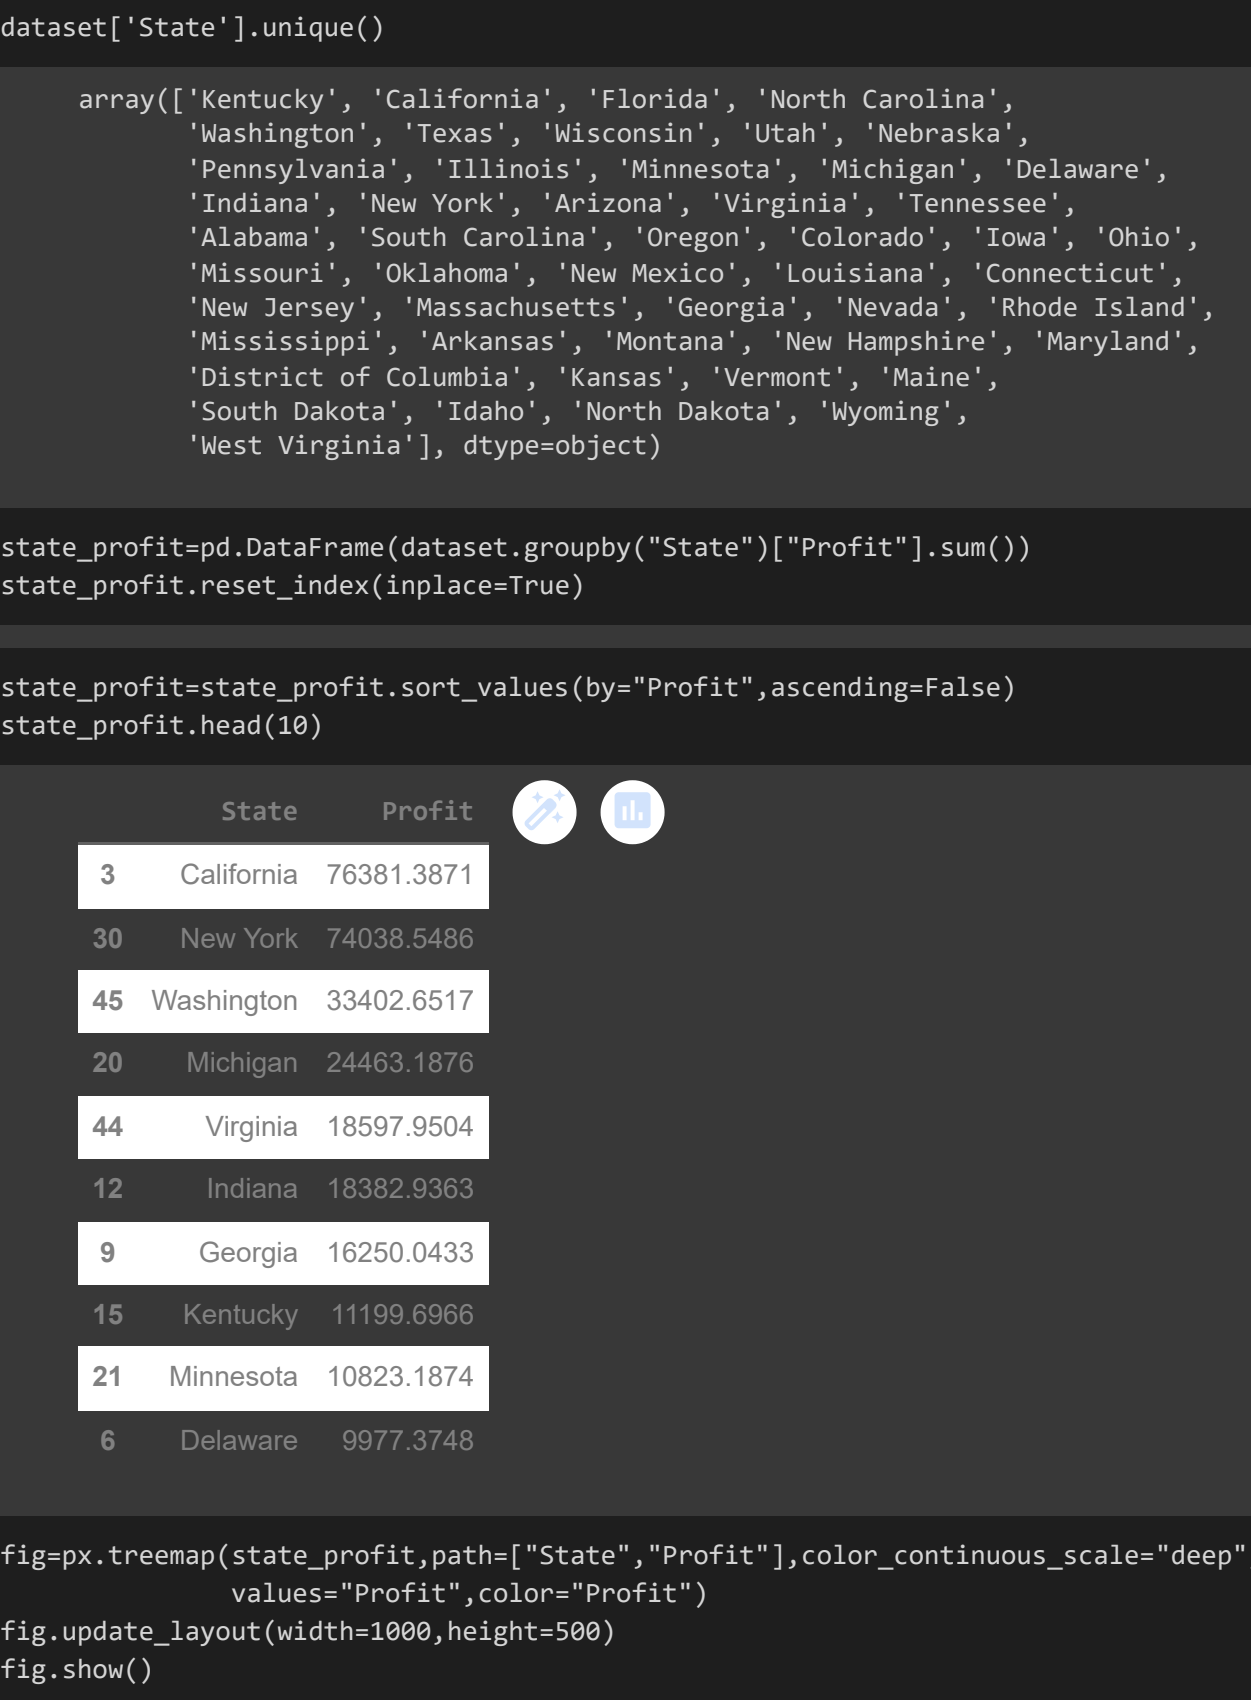 dataset['State'].unique()
array(['Kentucky', 'California', 'Florida', 'North Carolina',
'Washington', 'Texas', 'Wisconsin', 'Utah', 'Nebraska',
'Pennsylvania', 'Illinois', 'Minnesota', 'Michigan', 'Delaware',
'Indiana', 'New York', 'Arizona', 'Virginia', 'Tennessee',
'Alabama', 'South Carolina', 'Oregon', 'Colorado', 'Iowa', 'Ohio',
'Missouri', 'Oklahoma', 'New Mexico', 'Louisiana', 'Connecticut',
'New Jersey', 'Massachusetts', 'Georgia', 'Nevada', 'Rhode Island',
'Mississippi', 'Arkansas', 'Montana', 'New Hampshire', 'Maryland',
'District of Columbia', 'Kansas', 'Vermont', 'Maine',
'South Dakota', 'Idaho', 'North Dakota', 'Wyoming',
'West Virginia'], dtype=object)
state_profit=pd.DataFrame(dataset.groupby("State")["Profit"].sum())
state_profit.reset_index(inplace=True)
state_profit=state_profit.sort_values(by="Profit",ascending=False)
state_profit.head(10)
State Profit
3 California 76381.3871
30 New York 74038.5486
45 Washington 33402.6517
20 Michigan 24463.1876
44 Virginia 18597.9504
12 Indiana 18382.9363
9 Georgia 16250.0433
15 Kentucky 11199.6966
21 Minnesota 10823.1874
6 Delaware 9977.3748
fig=px.treemap(state_profit,path=["State","Profit"],color_continuous_scale="deep"
values="Profit",color="Profit")
fig.update_layout(width=1000,height=500)
fig.show()